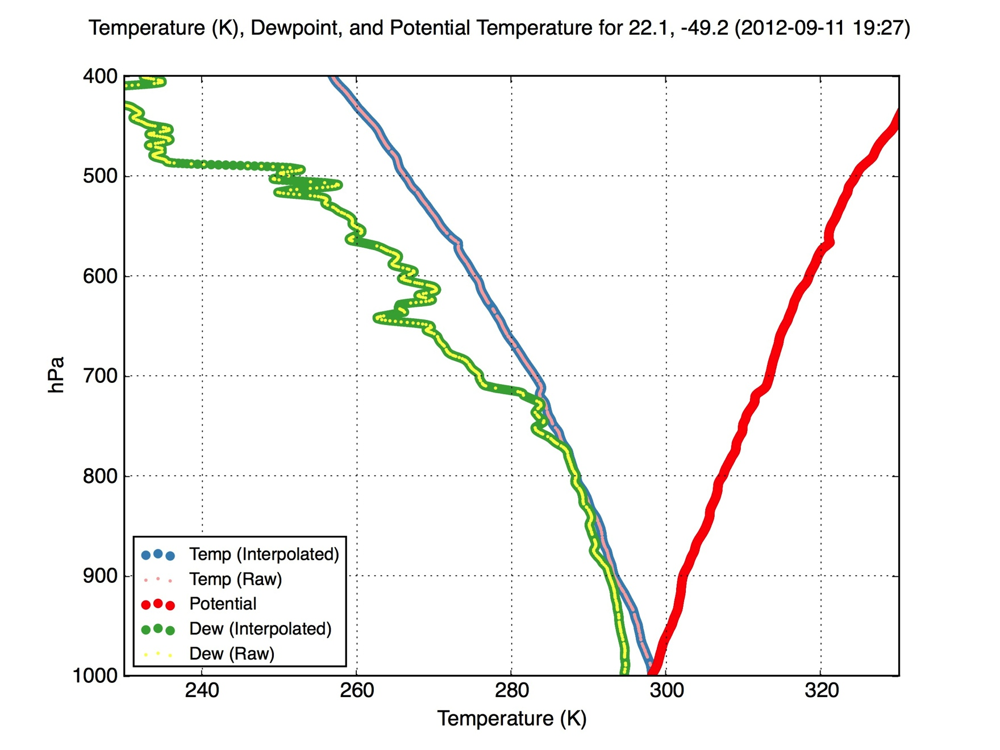 Temperature (K), Dewpoint, and Potential Temperature for 22.1, -49.2 (2012-09-11 19:27)
400
500
600
700
800
900
1000
hPa
Temp (Interpolated)
Temp (Raw)
Potential
Dew (Interpolated)
Dew (Raw)
240 260 280 300 320
Temperature (K)